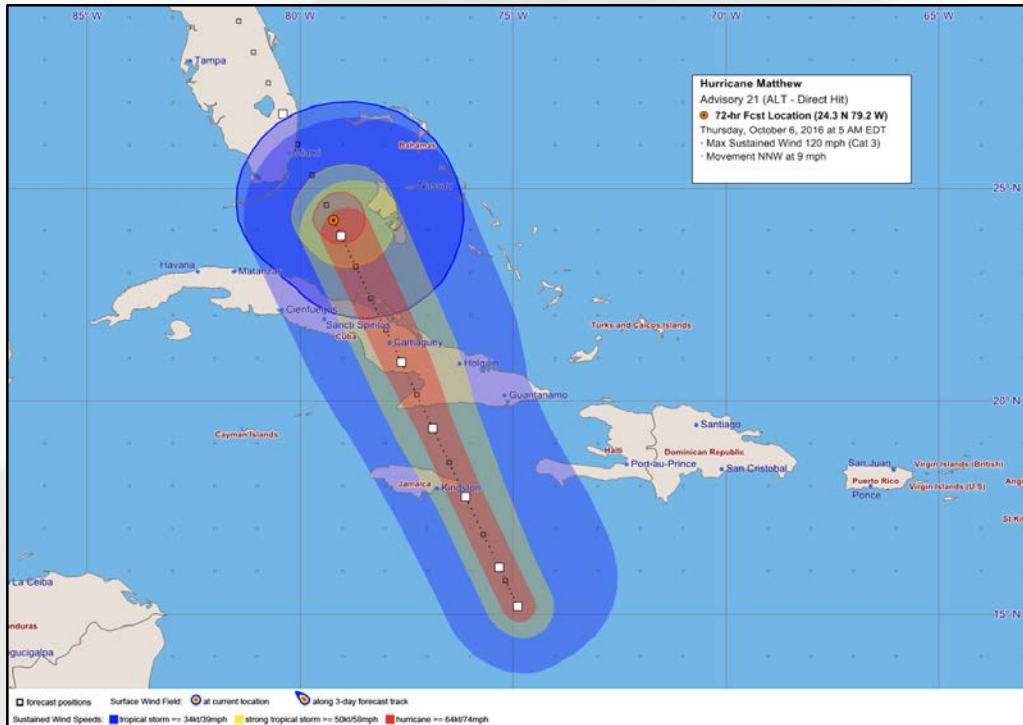 85° W
80° W
75° W
70° W
65° W
FL
Tampa
Hurricane Matthew
Advisory 21 (ALT - Direct Hit)
72-hr Fcst Location (24.3 N 79.2 W)
Thursday, October 6, 2016 at 5 AM EDT
· Max Sustained Wind 120 mph (Cat 3)
· Movement NNW at 9 mph
Miami
Bahamas
Nassau
25° N
Havana
Matanzas
Cienfuegos
Sancti Spiritus
Cuba
Camaguey
Turks and Caicos Islands
Holguin
Guantanamo
20° N
Cayman Islands
Santiago
Haiti
Dominican Republic
Port-au-Prince
San Cristobal
San Juan
Virgin Islands (British)
Jamaica
Kingston
Puerto Rico
Virgin Islands (U.S)
Ang
Ponce
St Ki
La Ceiba
15° N
onduras
gucigalpa
forecast positions Surface Wind Field: at current location along 3-day forecast track
Sustained Wind Speeds: tropical storm >= 34kt/39mph strong tropical storm >= 50kt/58mph hurricane >= 64kt/74mph